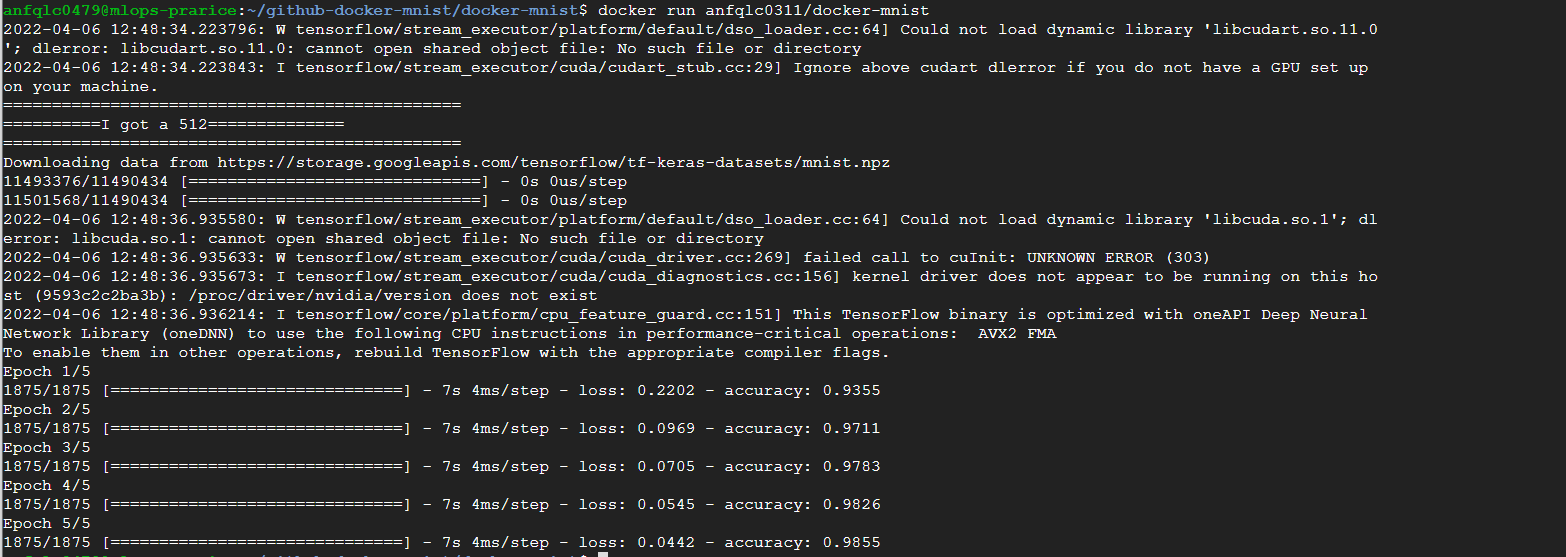 anfqlc0479@mlops-prarice:~/github-docker-mnist/docker-mnist$ docker run anfqlc0311/docker-mnist
2022-04-06 12:48:34.223796: W tensorflow/stream_executor/platform/default/dso_loader.cc:64] Could not load dynamic library 'libcudart.so.11.0
'; dlerror: libcudart.so.11.0: cannot open shared object file: No such file or directory
2022-04-06 12:48:34.223843: I tensorflow/stream_executor/cuda/cudart_stub.cc:29] Ignore above cudart dlerror if you do not have a GPU set up
on your machine.
===============================================
==========I got a 512==============
===============================================
Downloading data from https://storage.googleapis.com/tensorflow/tf-keras-datasets/mnist.npz
11493376/11490434 [==============================] - 0s 0us/step
11501568/11490434 [==============================] - 0s 0us/step
2022-04-06 12:48:36.935580: W tensorflow/stream_executor/platform/default/dso_loader.cc:64] Could not load dynamic library 'libcuda.so.1'; dl
error: libcuda.so.1: cannot open shared object file: No such file or directory
2022-04-06 12:48:36.935633: W tensorflow/stream_executor/cuda/cuda_driver.cc:269] failed call to cuInit: UNKNOWN ERROR (303)
2022-04-06 12:48:36.935673: I tensorflow/stream_executor/cuda/cuda_diagnostics.cc:156] kernel driver does not appear to be running on this ho
st (9593c2c2ba3b): /proc/driver/nvidia/version does not exist
2022-04-06 12:48:36.936214: I tensorflow/core/platform/cpu_feature_guard.cc:151] This TensorFlow binary is optimized with oneAPI Deep Neural
Network Library (oneDNN) to use the following CPU instructions in performance-critical operations:  AVX2 FMA
To enable them in other operations, rebuild TensorFlow with the appropriate compiler flags.
Epoch 1/5
1875/1875 [==============================] - 7s 4ms/step - loss: 0.2202 - accuracy: 0.9355
Epoch 2/5
1875/1875 [==============================] - 7s 4ms/step - loss: 0.0969 - accuracy: 0.9711
Epoch 3/5
1875/1875 [==============================] - 7s 4ms/step - loss: 0.0705 - accuracy: 0.9783
Epoch 4/5
1875/1875 [==============================] - 7s 4ms/step - loss: 0.0545 - accuracy: 0.9826
Epoch 5/5
1875/1875 [==============================] - 7s 4ms/step - loss: 0.0442 - accuracy: 0.9855